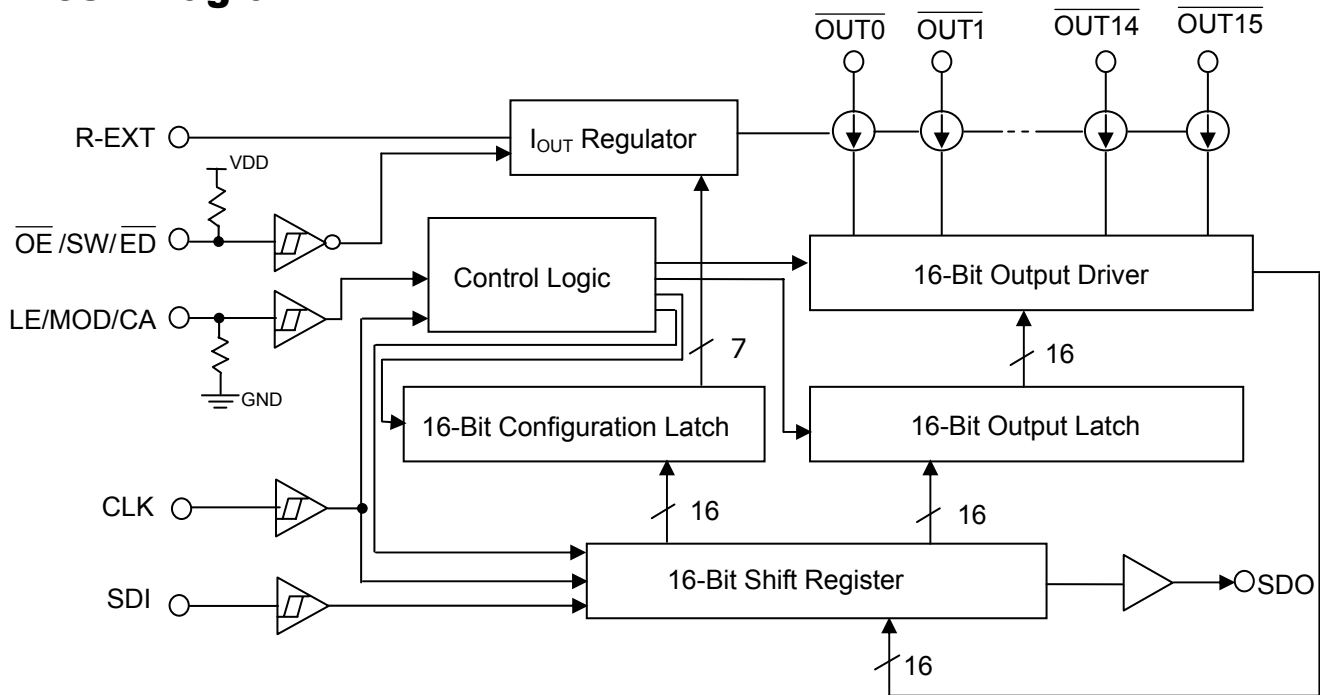 OUT0 OUT1 OUT14 OUT15
R-EXT
I_OUT Regulator
VDD
OE /SW/ED
Control Logic
16-Bit Output Driver
LE/MOD/CA
GND
7
16
16-Bit Configuration Latch
16-Bit Output Latch
CLK
16
16
16-Bit Shift Register
SDI
SDO
16